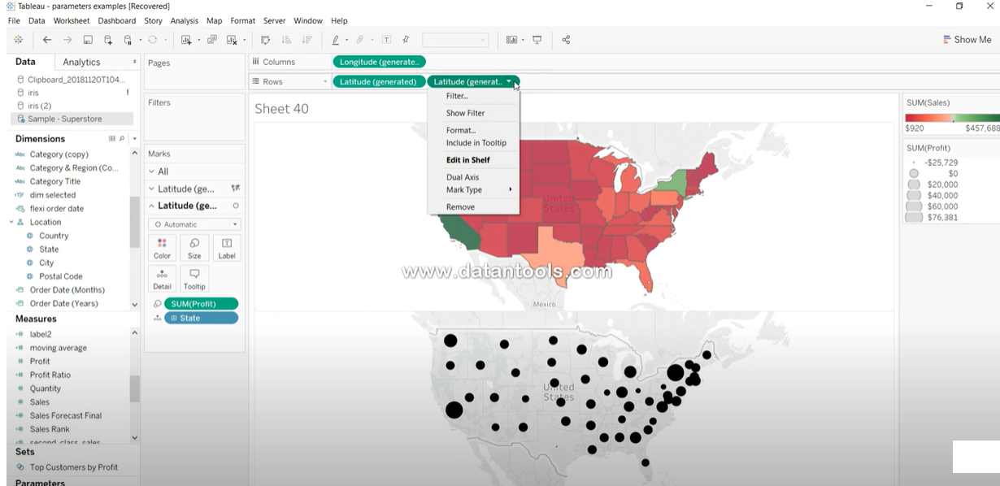 Tableau - parameters examples [Recovered]
File Data Worksheet Dashboard Story Analysis Map Format Server Window Help
Show Me
Data
Analytics
Clipboard_20181120T104...
iris !
iris (2)
Sample - Superstore
Dimensions
Category (copy)
Category & Region (Co...
Category Title
dim selected
flexi order date
Location
Country
State
City
Postal Code
Order Date (Months)
Order Date (Years)
Measures
label2
moving average
Profit
Profit Ratio
Quantity
Sales
Sales Forecast Final
Sales Rank
second_class_sales
Sets
Top Customers by Profit
Parameters
Pages
Filters
Marks
All
Latitude (ge...
Latitude (ge...
Automatic
Color Size Label
Detail Tooltip
SUM(Profit)
State
Columns Longitude (generate..
Rows Latitude (generated) Latitude (generat..
Filter...
Show Filter
Format...
Include in Tooltip
Edit in Shelf
Dual Axis
Mark Type
Remove
Sheet 40
United
States
www.datantools.com
Mexico
United
States
SUM(Sales)
$920 $457,688
SUM(Profit)
-$25,729
$0
$20,000
$40,000
$60,000
$76,381